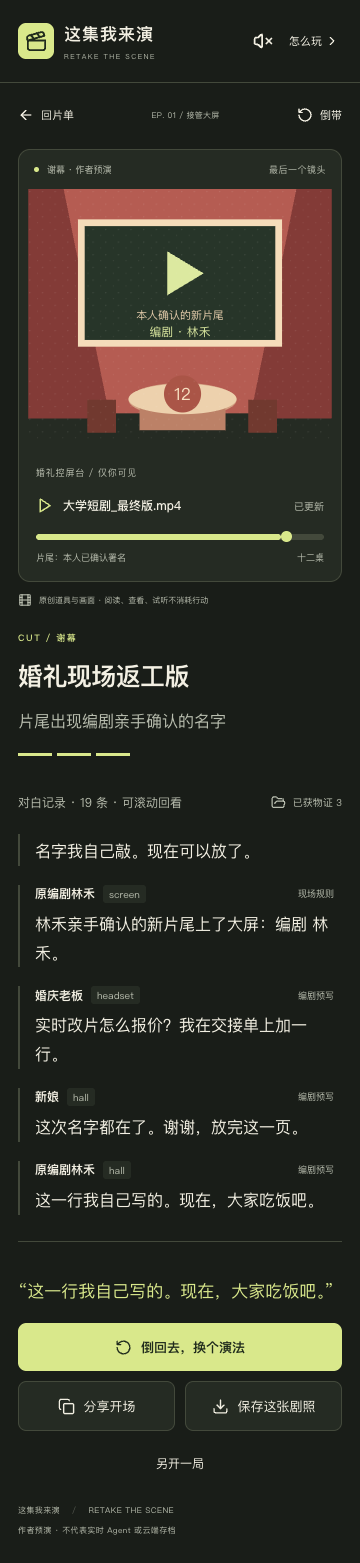 这集我来演
RETAKE THE SCENE
怎么玩
回片单
EP. 01 / 接管大屏
倒带
谢幕 · 作者预演
最后一个镜头
本人确认的新片尾
编剧 · 林禾
12
婚礼控屏台 / 仅你可见
大学短剧_最终版.mp4
已更新
片尾：本人已确认署名
十二桌
原创道具与画面 · 阅读、查看、试听不消耗行动
CUT / 谢幕
婚礼现场返工版
片尾出现编剧亲手确认的名字
对白记录 · 19 条 · 可滚动回看
已获物证 3
名字我自己敲。现在可以放了。
原编剧林禾
screen
现场规则
林禾亲手确认的新片尾上了大屏：编剧 林
禾。
婚庆老板
headset
编剧预写
实时改片怎么报价？我在交接单上加一
行。
新娘
hall
编剧预写
这次名字都在了。谢谢，放完这一页。
原编剧林禾
hall
编剧预写
这一行我自己写的。现在，大家吃饭吧。
“这一行我自己写的。现在，大家吃饭吧。”
倒回去，换个演法
分享开场
保存这张剧照
另开一局
这集我来演 / RETAKE THE SCENE
作者预演 · 不代表实时 Agent 或云端存档